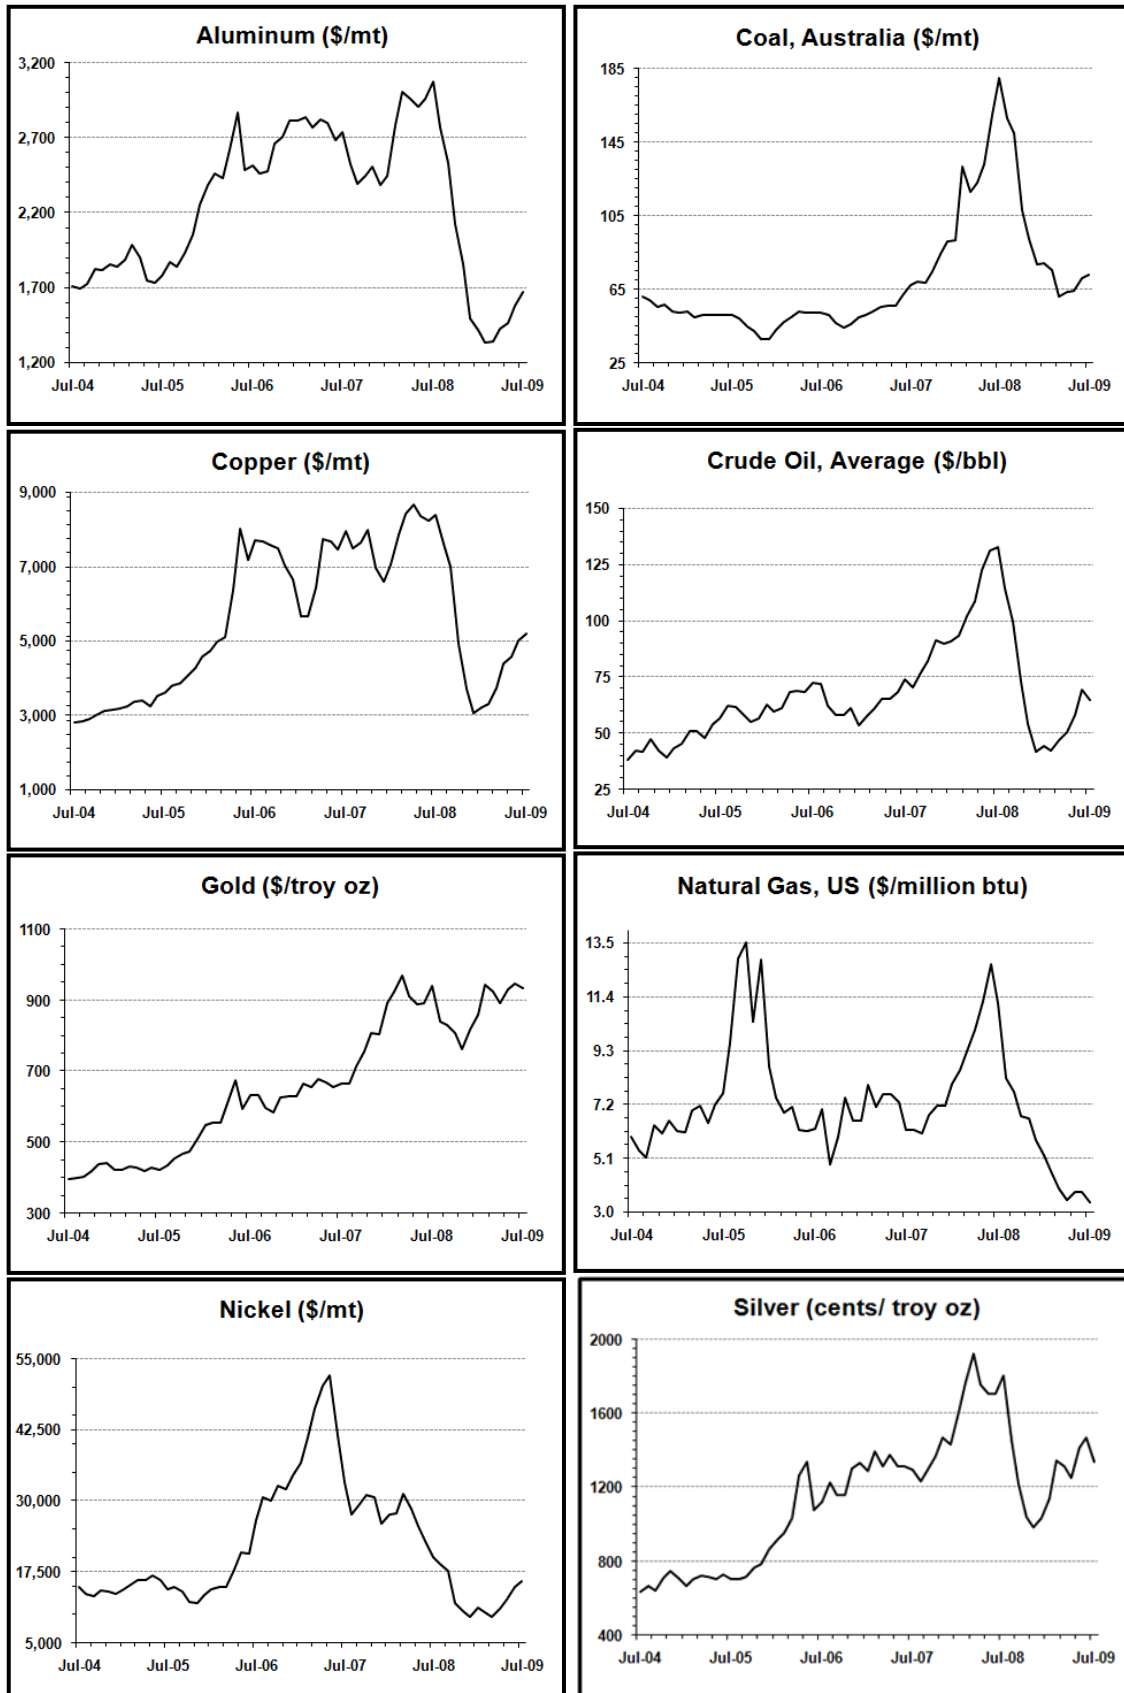 Aluminum ($/mt)
3,200
2,700
2,200
1,700
1,200
Jul-04 Jul-05 Jul-06 Jul-07 Jul-08 Jul-09
Coal, Australia ($/mt)
185
145
105
65
25
Jul-04 Jul-05 Jul-06 Jul-07 Jul-08 Jul-09
Copper ($/mt)
9,000
7,000
5,000
3,000
1,000
Jul-04 Jul-05 Jul-06 Jul-07 Jul-08 Jul-09
Crude Oil, Average ($/bbl)
150
125
100
75
50
25
Jul-04 Jul-05 Jul-06 Jul-07 Jul-08 Jul-09
Gold ($/troy oz)
1100
900
700
500
300
Jul-04 Jul-05 Jul-06 Jul-07 Jul-08 Jul-09
Natural Gas, US ($/million btu)
13.5
11.4
9.3
7.2
5.1
3.0
Jul-04 Jul-05 Jul-06 Jul-07 Jul-08 Jul-09
Nickel ($/mt)
55,000
42,500
30,000
17,500
5,000
Jul-04 Jul-05 Jul-06 Jul-07 Jul-08 Jul-09
Silver (cents/ troy oz)
2000
1600
1200
800
400
Jul-04 Jul-05 Jul-06 Jul-07 Jul-08 Jul-09